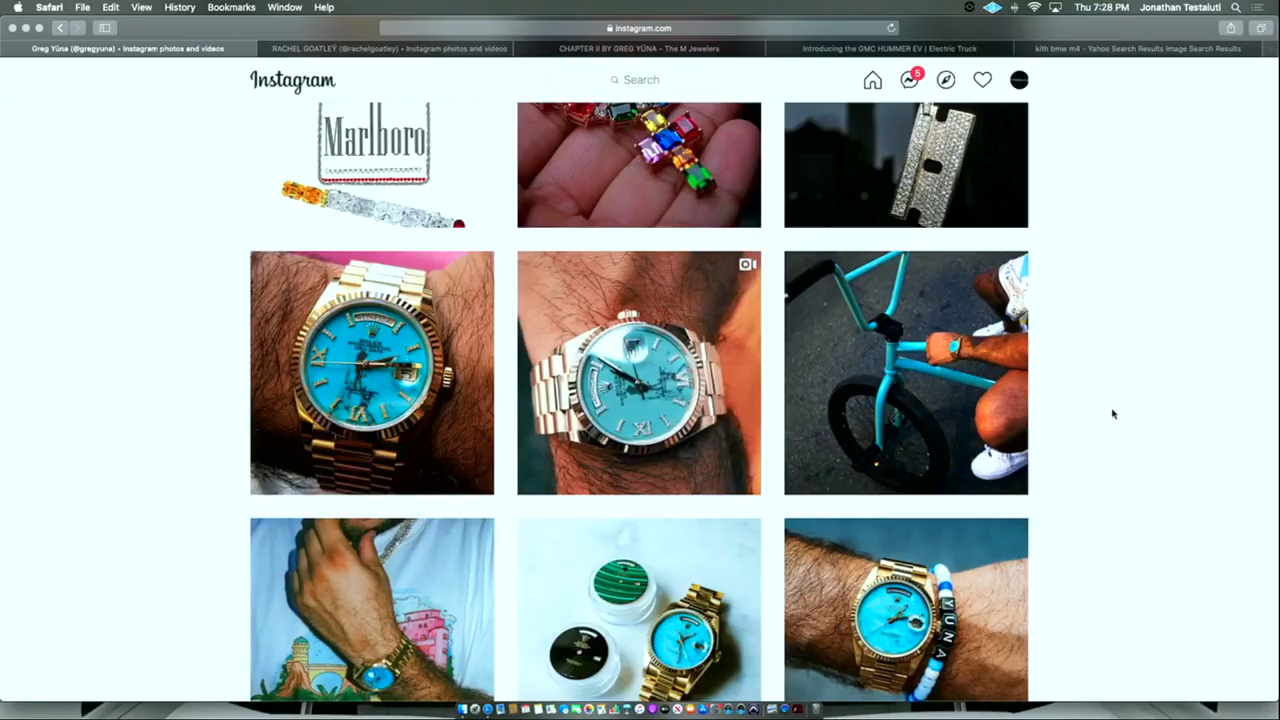 Safari File Edit View History Bookmarks Window Help Thu 7:28 PM Jonathan Testaluti
instagram.com
Greg Yüna (@gregyuna) • Instagram photos and videos
RACHEL GOATLEY (@rachelgoatley) • Instagram photos and videos
CHAPTER II BY GREG YÜNA – The M Jewelers
Introducing the GMC HUMMER EV | Electric Truck
kith bmw m4 - Yahoo Search Results Image Search Results
Instagram
Search
5
Marlboro
ROLEX
YUNA